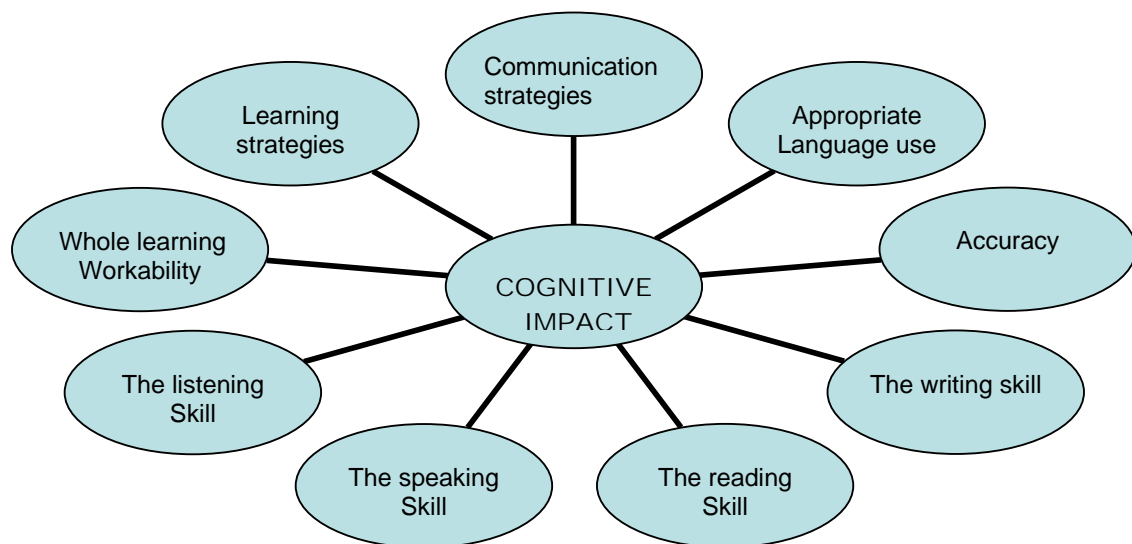 Communication
strategies
Learning
strategies
Appropriate
Language use
Whole learning
Workability
Accuracy
COGNITIVE
IMPACT
The listening
Skill
The writing skill
The speaking
Skill
The reading
Skill